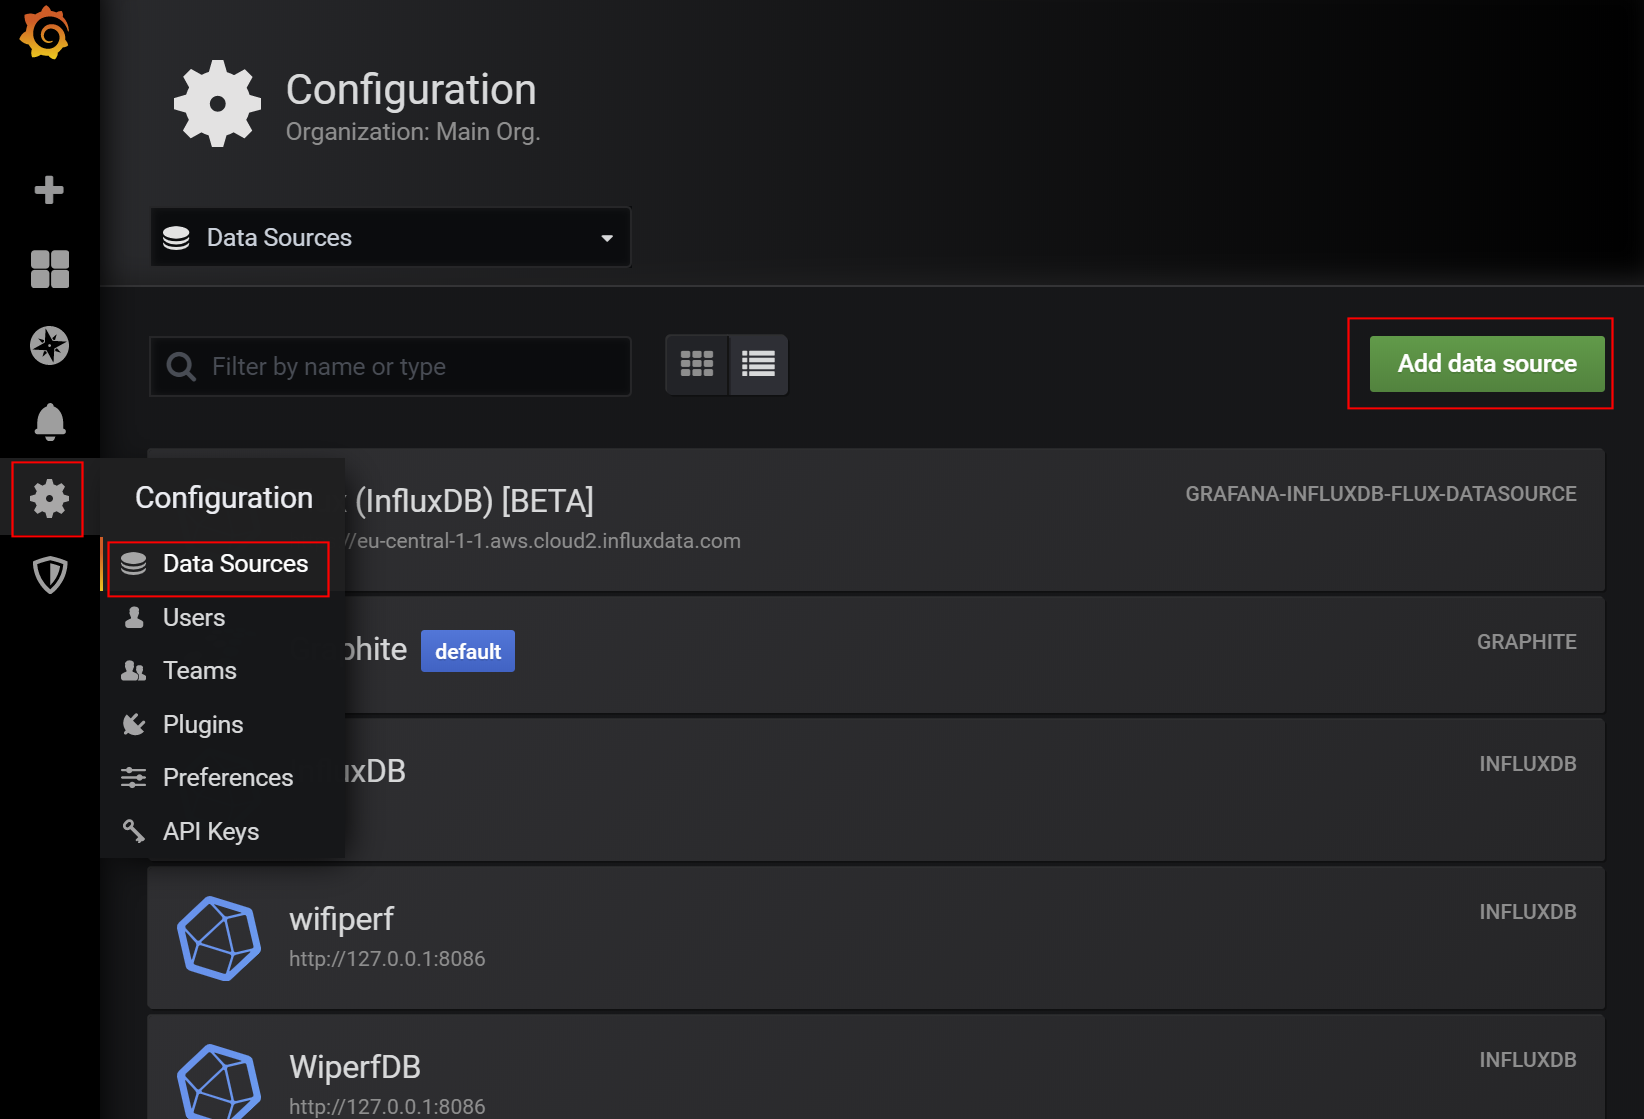 Configuration
Organization: Main Org.
Data Sources
Filter by name or type
Add data source
Configuration
Data Sources
Users
Teams
Plugins
Preferences
API Keys
(InfluxDB) [BETA]
GRAFANA-INFLUXDB-FLUX-DATASOURCE
//eu-central-1-1.aws.cloud2.influxdata.com
phite default
GRAPHITE
uxDB
INFLUXDB
wifiperf
INFLUXDB
http://127.0.0.1:8086
WiperfDB
INFLUXDB
http://127.0.0.1:8086